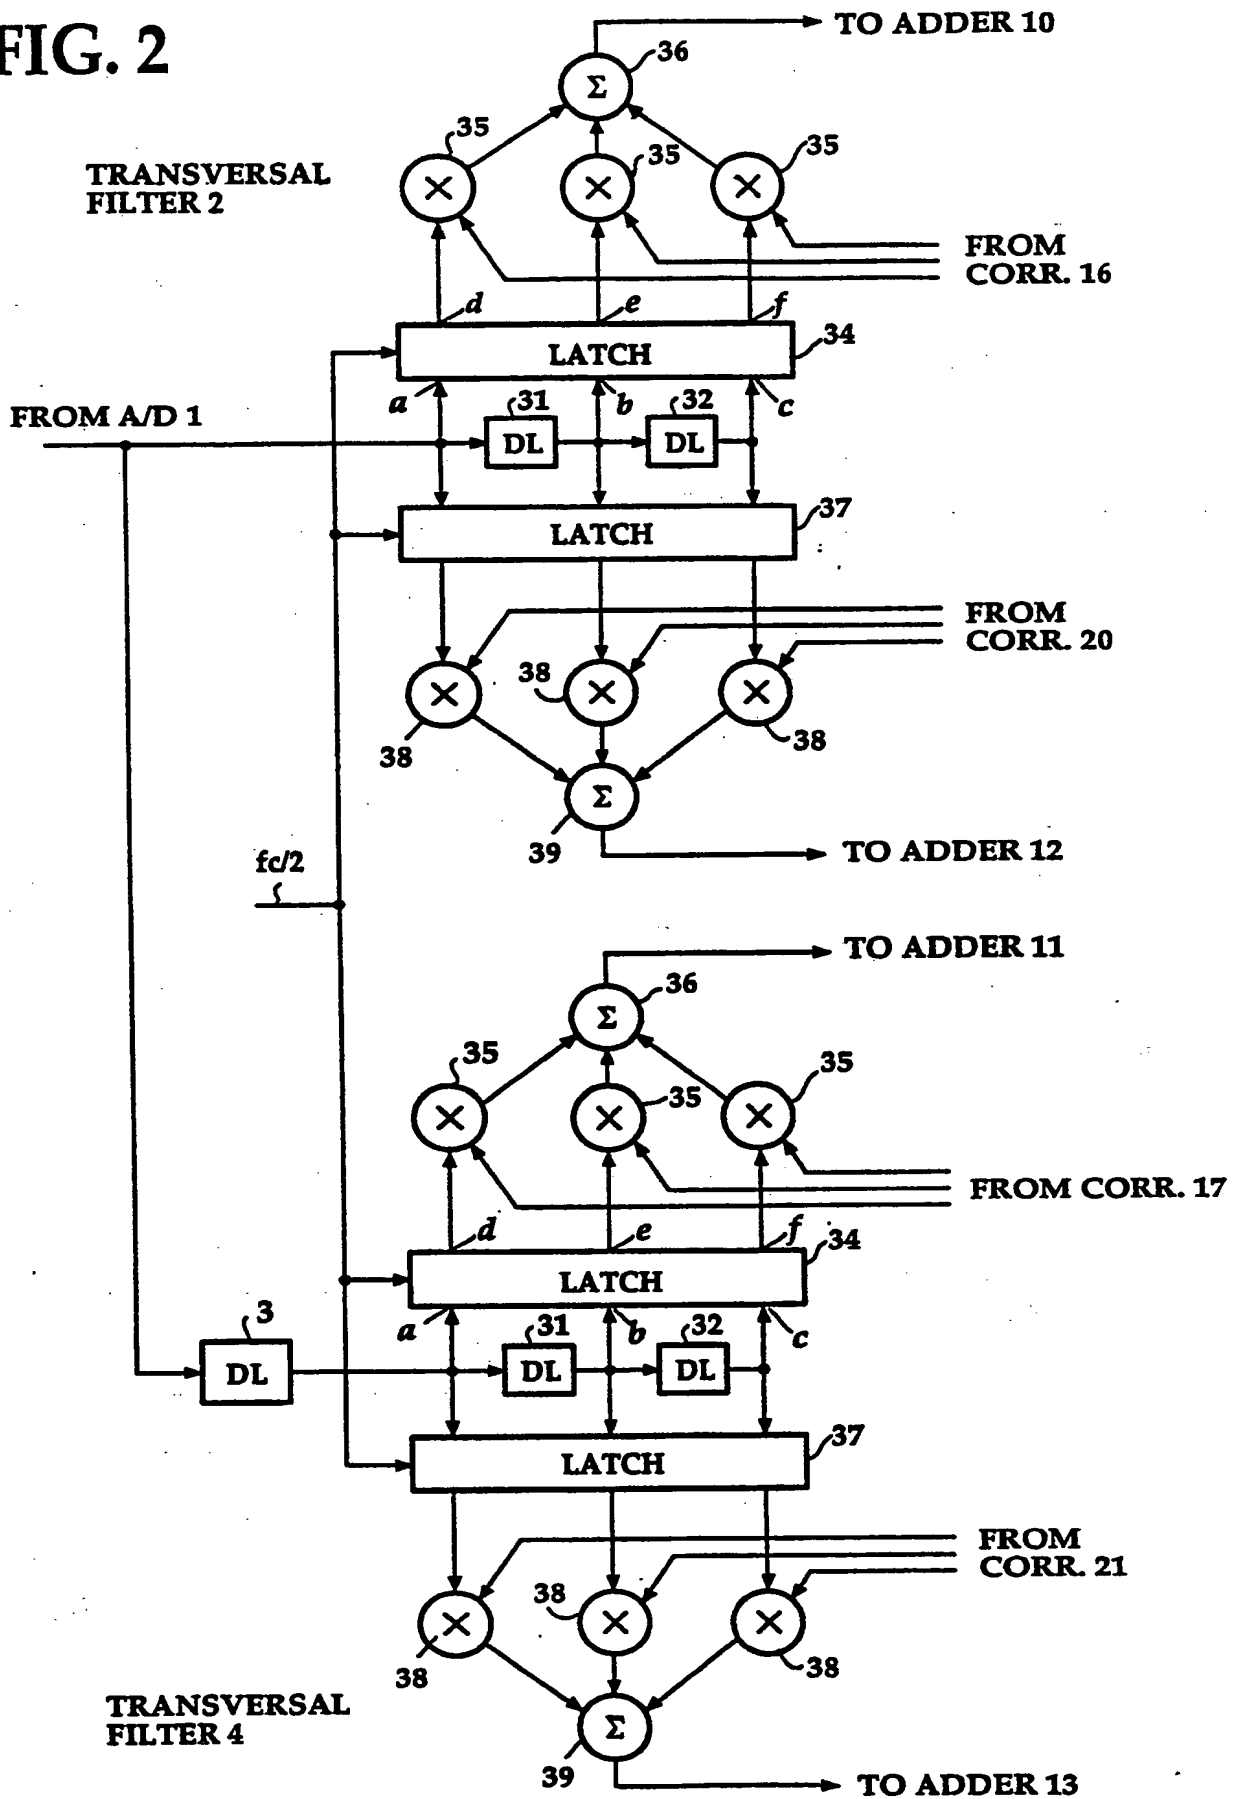 FIG. 2
TO ADDER 10
36
Σ
35
35
35
TRANSVERSAL
FILTER 2
×
×
×
FROM
CORR. 16
d
e
f
34
LATCH
a
31
b
32
c
FROM A/D 1
DL
DL
37
LATCH
FROM
CORR. 20
38
×
×
×
38
38
Σ
39
TO ADDER 12
fc/2
TO ADDER 11
36
Σ
35
35
35
×
×
×
FROM CORR. 17
d
e
f
34
LATCH
3
a
31
b
32
c
DL
DL
DL
37
LATCH
FROM
CORR. 21
38
×
×
×
38
38
TRANSVERSAL
FILTER 4
Σ
39
TO ADDER 13